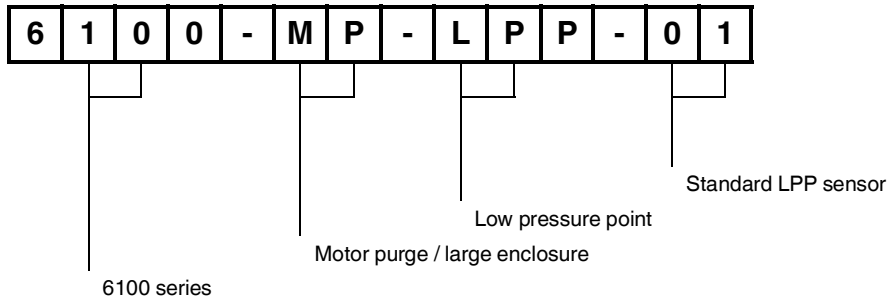 6100-MP-LPP-01
Standard LPP sensor
Low pressure point
Motor purge / large enclosure
6100 series